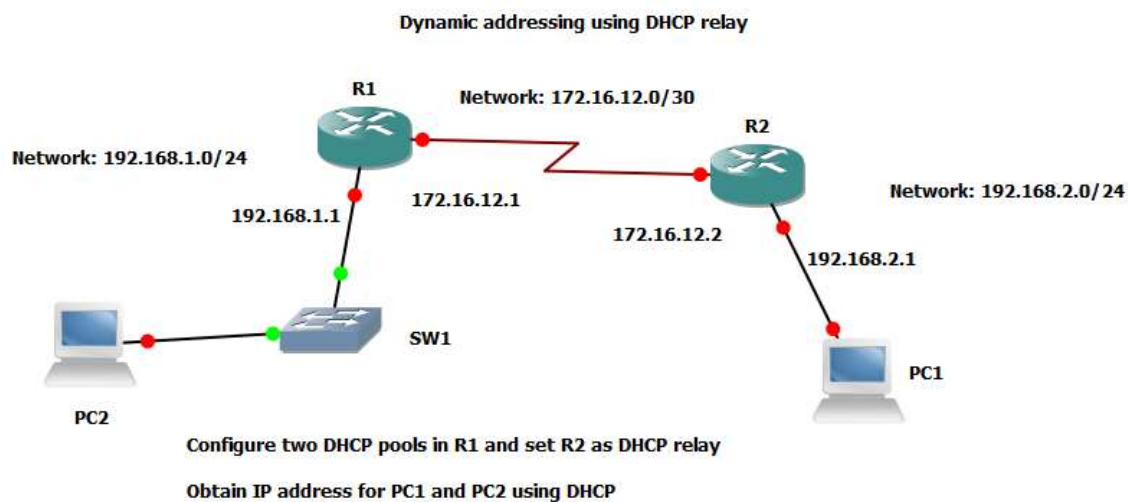 Dynamic addressing using DHCP relay
R1
Network: 172.16.12.0/30
R2
Network: 192.168.1.0/24
Network: 192.168.2.0/24
172.16.12.1
192.168.1.1
172.16.12.2
192.168.2.1
SW1
PC1
PC2
Configure two DHCP pools in R1 and set R2 as DHCP relay
Obtain IP address for PC1 and PC2 using DHCP